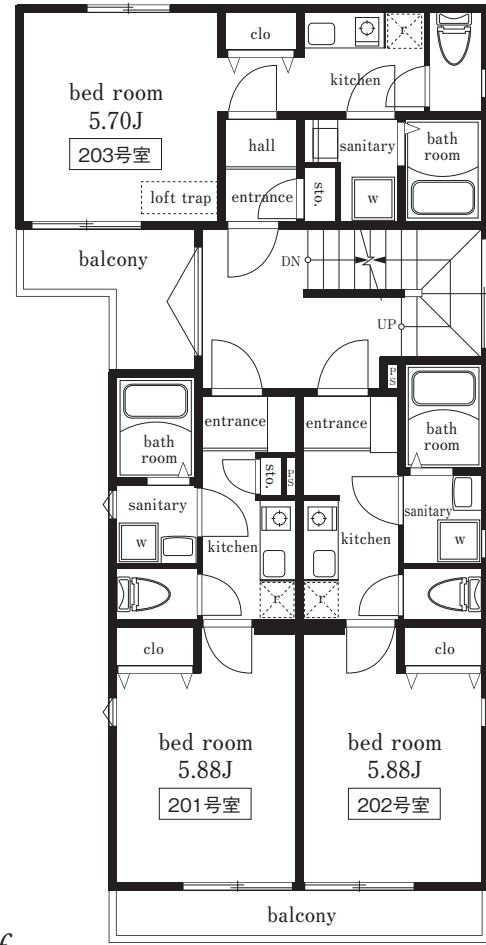 clo
r
kitchen
bed room
5.70J
203号室
hall
sanitary
bath
room
loft trap
entrance
sto.
w
balcony
DN
UP
PS
entrance
entrance
bath
room
bath
room
sto.
PS
sanitary
sanitary
w
kitchen
kitchen
w
r
r
clo
clo
bed room
5.88J
201号室
bed room
5.88J
202号室
balcony